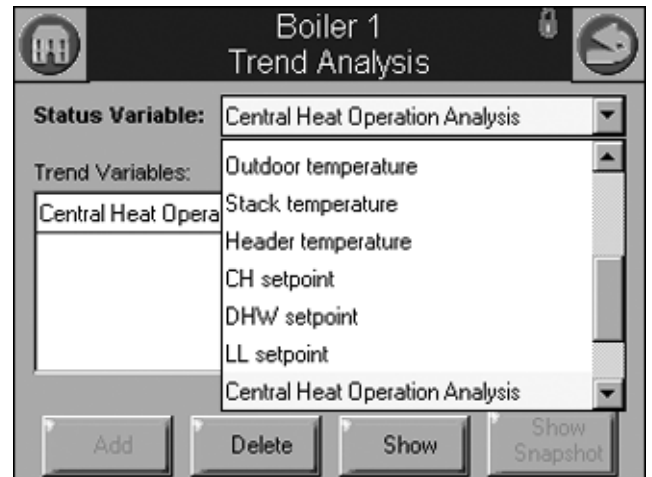 Boiler 1
Trend Analysis
Status Variable: Central Heat Operation Analysis
Trend Variables:
Central Heat Opera
Outdoor temperature
Stack temperature
Header temperature
CH setpoint
DHW setpoint
LL setpoint
Central Heat Operation Analysis
Add
Delete
Show
Show
Snapshot